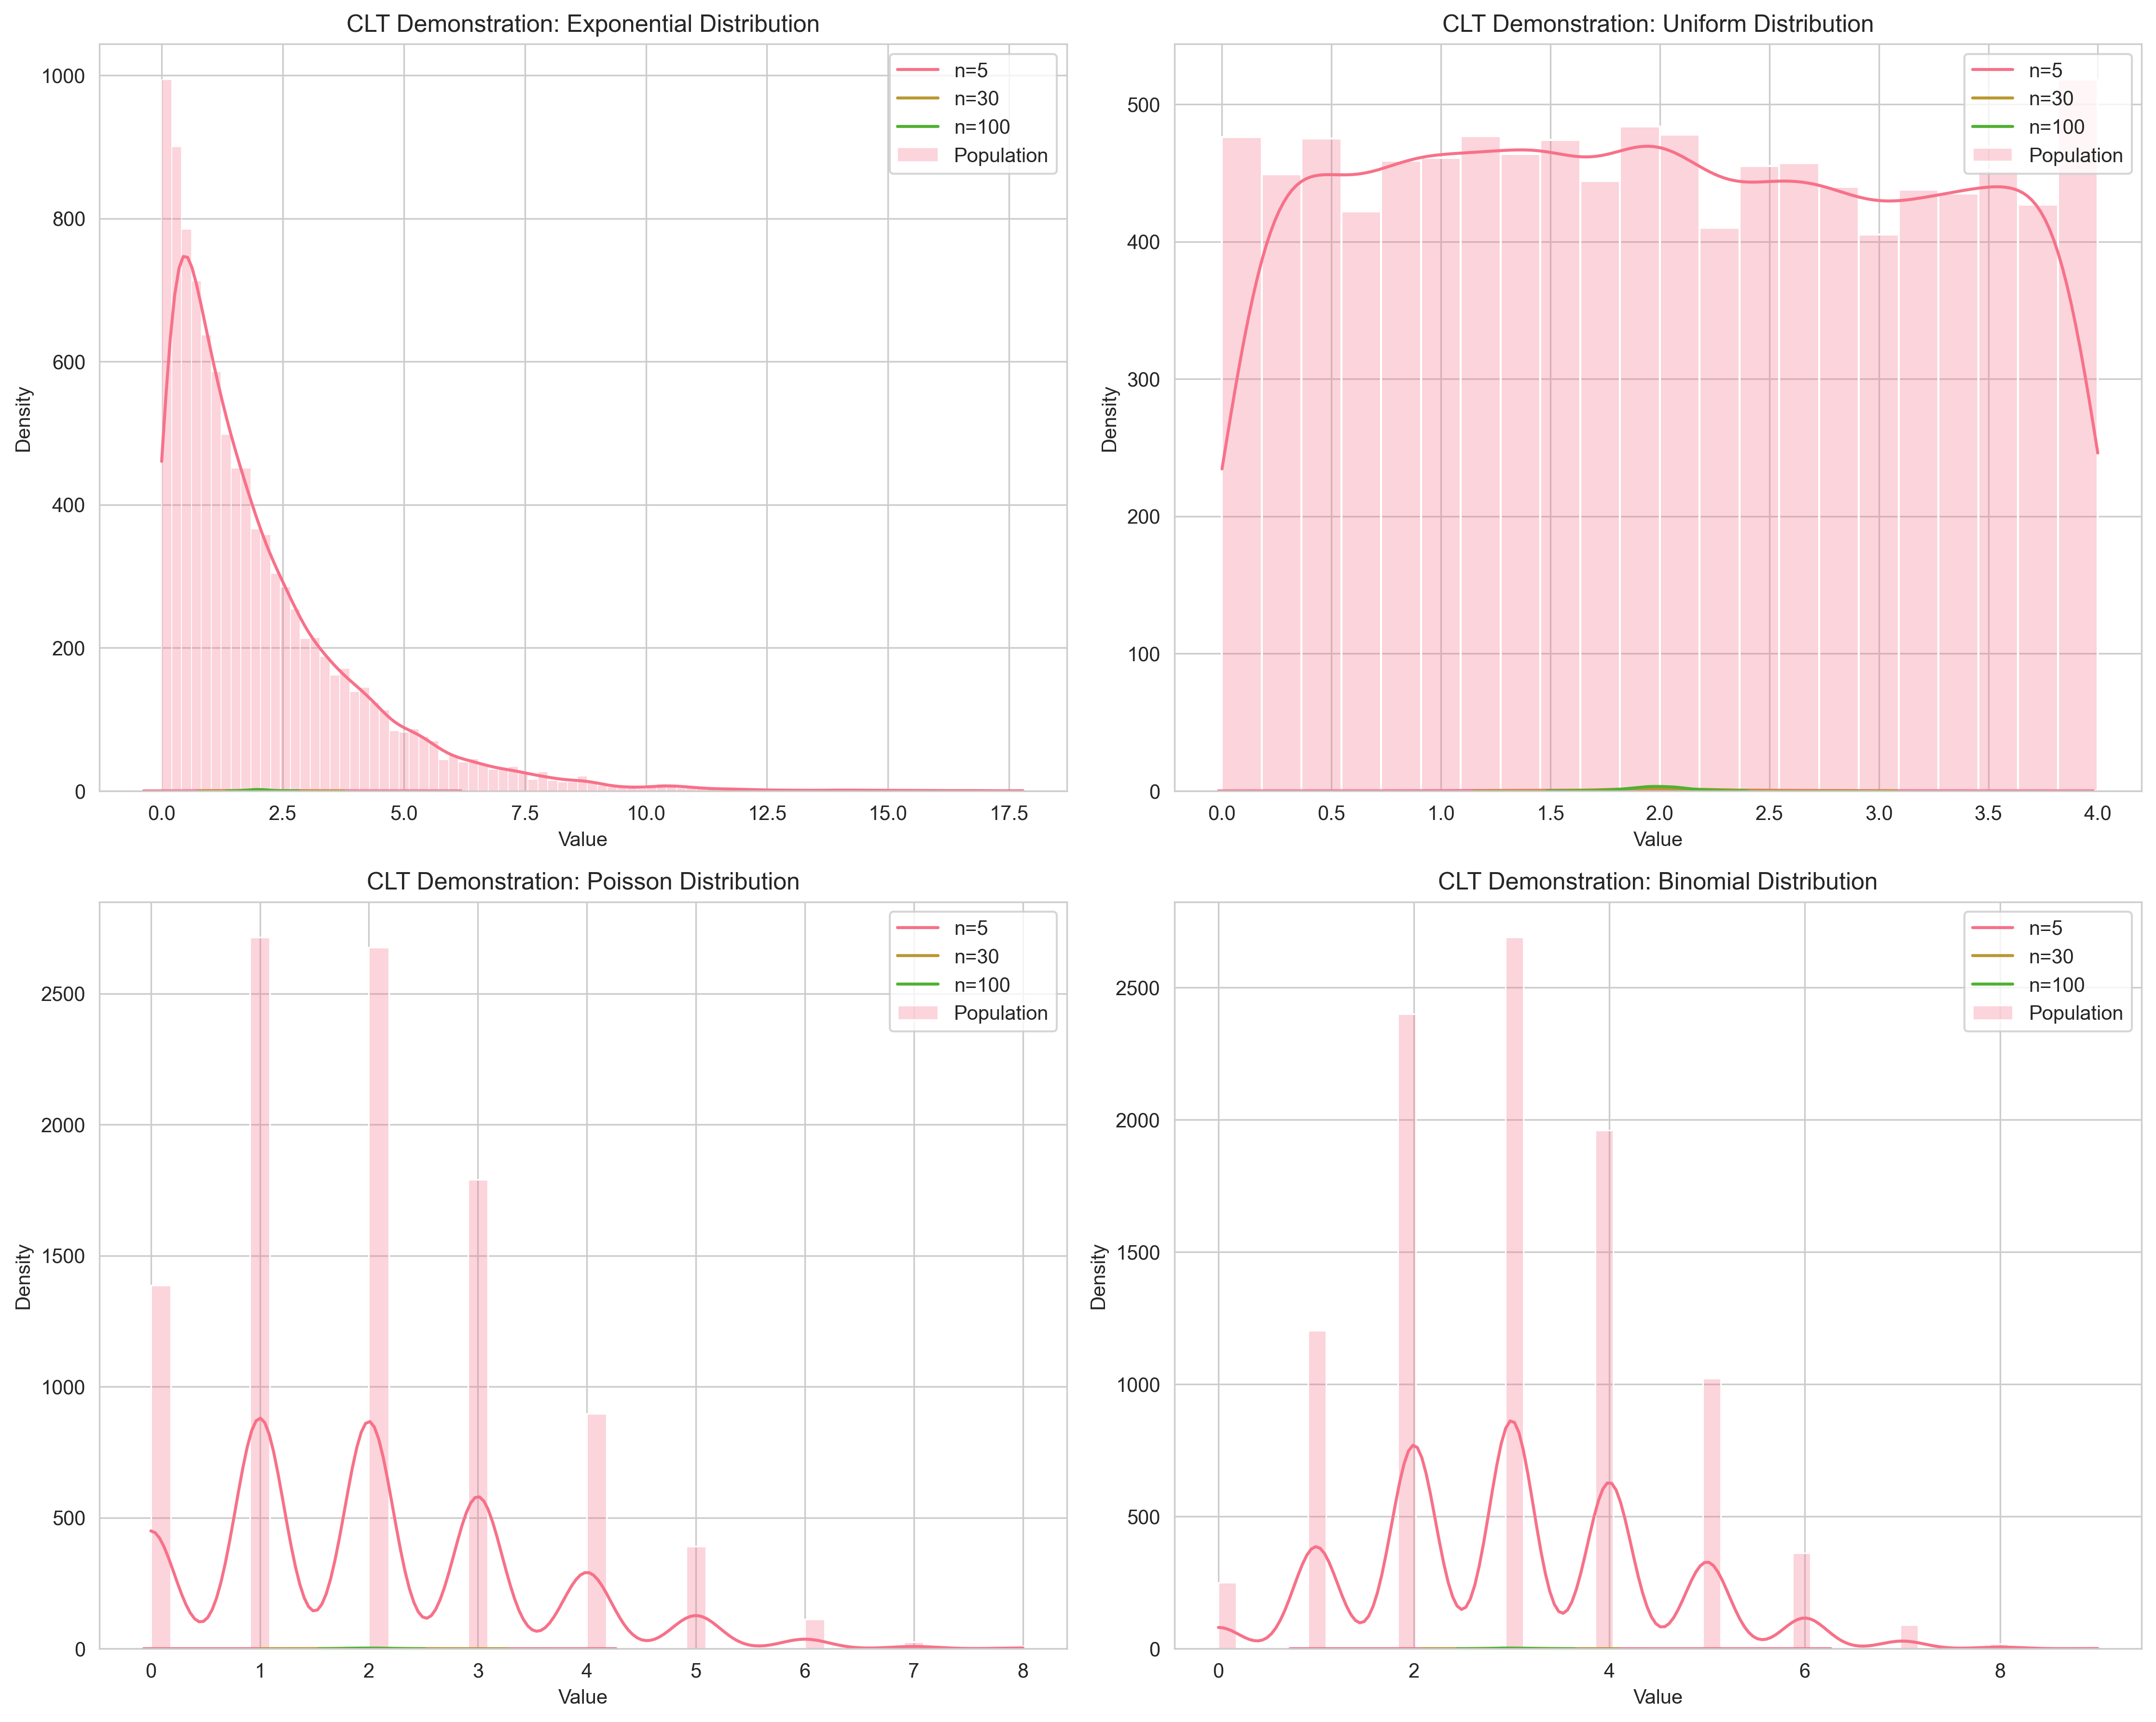 CLT Demonstration: Exponential Distribution
1000
800
600
400
200
0
Density
0.0 2.5 5.0 7.5 10.0 12.5 15.0 17.5
Value
n=5
n=30
n=100
Population
CLT Demonstration: Uniform Distribution
500
400
300
200
100
0
Density
0.0 0.5 1.0 1.5 2.0 2.5 3.0 3.5 4.0
Value
n=5
n=30
n=100
Population
CLT Demonstration: Poisson Distribution
2500
2000
1500
1000
500
0
Density
0 1 2 3 4 5 6 7 8
Value
n=5
n=30
n=100
Population
CLT Demonstration: Binomial Distribution
2500
2000
1500
1000
500
0
Density
0 2 4 6 8
Value
n=5
n=30
n=100
Population